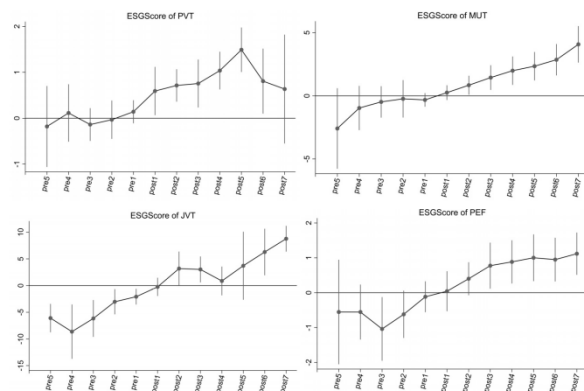 ESGScore of PVT
2
1
0
-1
pre5 pre4 pre3 pre2 pre1 post1 post2 post3 post4 post5 post6 post7
ESGScore of MUT
5
0
-5
pre5 pre4 pre3 pre2 pre1 post1 post2 post3 post4 post5 post6 post7
ESGScore of JVT
10
5
0
-5
-10
-15
pre5 pre4 pre3 pre2 pre1 post1 post2 post3 post4 post5 post6 post7
ESGScore of PEF
2
1
0
-1
-2
pre5 pre4 pre3 pre2 pre1 post1 post2 post3 post4 post5 post6 post7